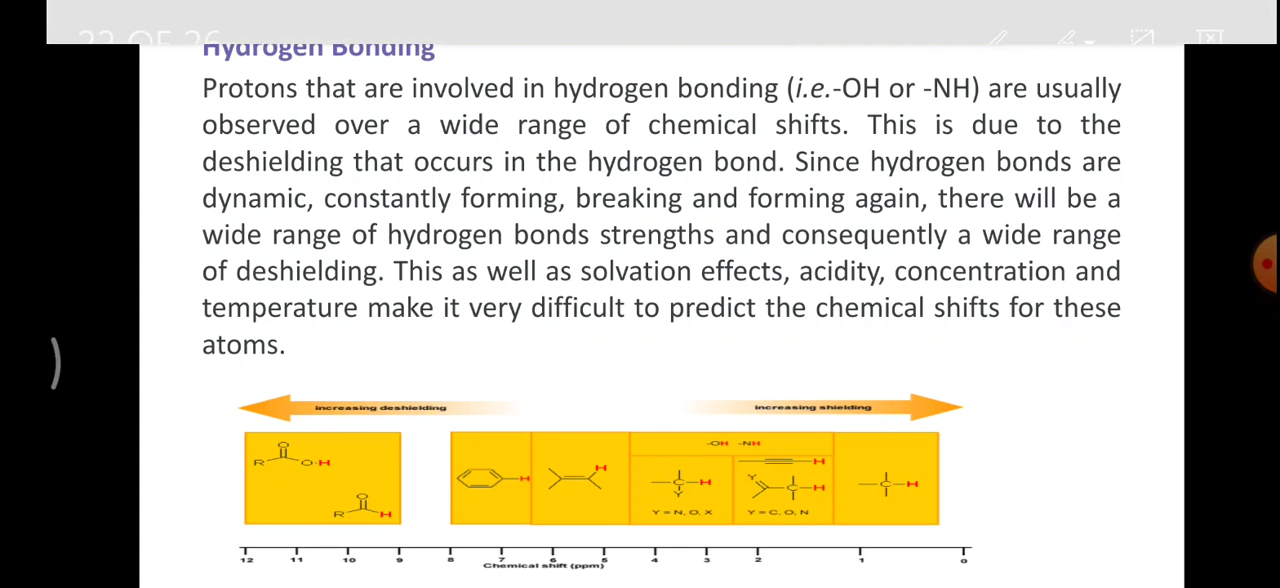 22 OF 26
Hydrogen Bonding
Protons that are involved in hydrogen bonding (i.e.-OH or -NH) are usually
observed over a wide range of chemical shifts. This is due to the
deshielding that occurs in the hydrogen bond. Since hydrogen bonds are
dynamic, constantly forming, breaking and forming again, there will be a
wide range of hydrogen bonds strengths and consequently a wide range
of deshielding. This as well as solvation effects, acidity, concentration and
temperature make it very difficult to predict the chemical shifts for these
atoms.
increasing deshielding increasing shielding
-OH -NH
O
R O-H
H
H
C H
Y
H
Y
C H
C H
O
R H
Y = N, O, X
Y = C, O, N
12 11 10 9 8 7 6 5 4 3 2 1 0
Chemical shift (ppm)